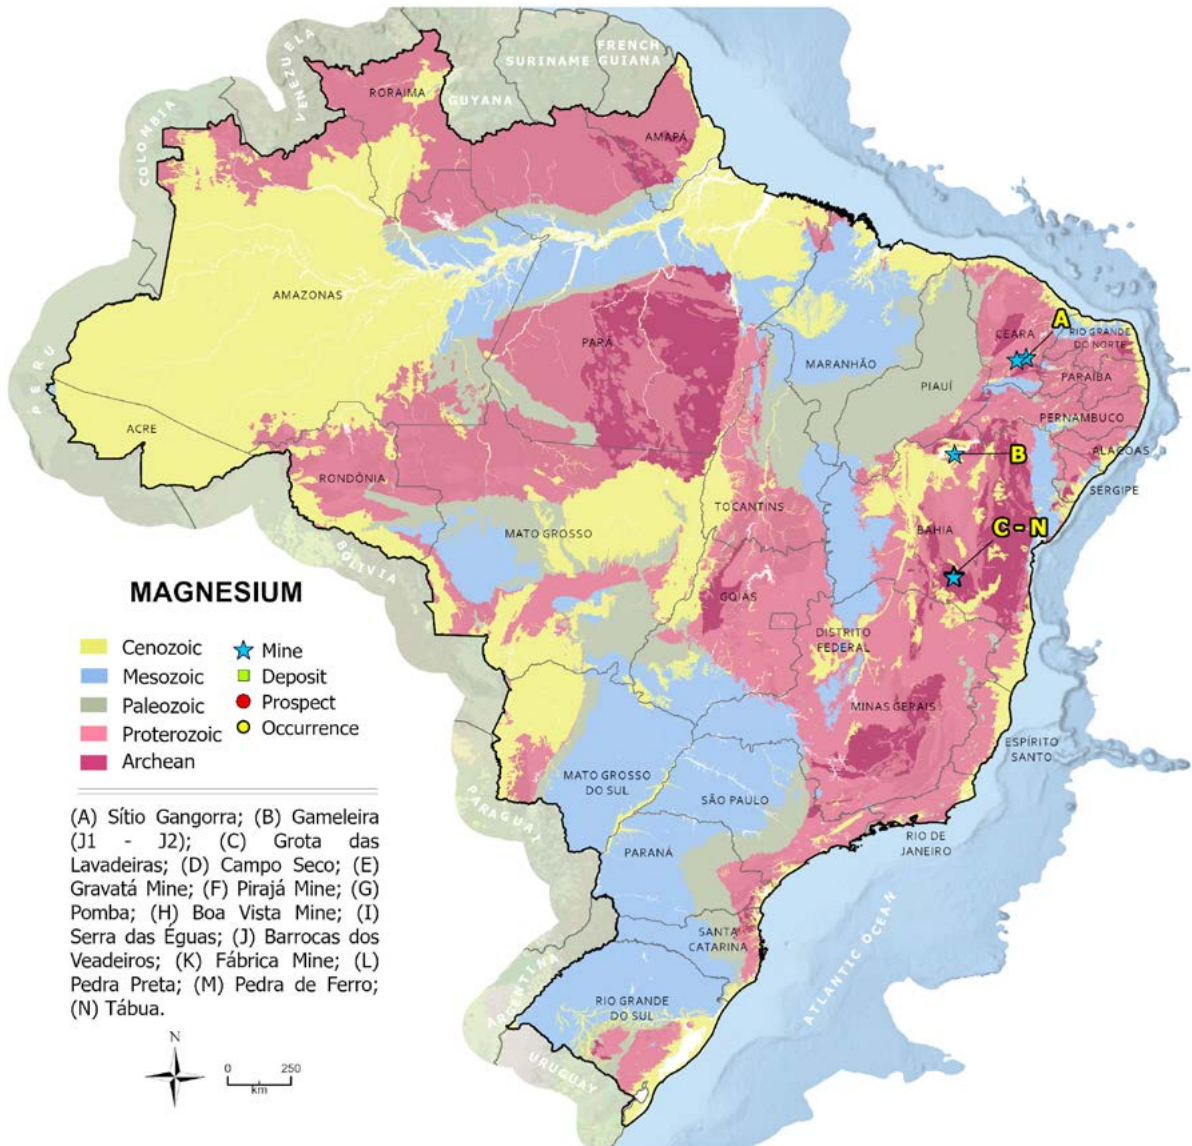 VENEZUELA
COLOMBIA
SURINAME
FRENCH
GUIANA
GUYANA
RORAIMA
AMAPÁ
AMAZONAS
PARÁ
MARANHÃO
CEARA
A
RIO GRANDE
DO NORTE
PARAÍBA
PIAUÍ
PERNAMBUCO
PERU
ACRE
B
ALAGOAS
SERGIPE
RONDÔNIA
TOCANTINS
MATO GROSSO
BAHIA
C - N
BOLIVIA
GOIÁS
DISTRITO
FEDERAL
MINAS GERAIS
ESPÍRITO
SANTO
MATO GROSSO
DO SUL
SÃO PAULO
PARAGUAI
RIO DE
JANEIRO
PARANÁ
SANTA
CATARINA
ARGENTINA
RIO GRANDE
DO SUL
URUGUAY
ATLANTIC OCEAN
MAGNESIUM
Cenozoic
Mesozoic
Paleozoic
Proterozoic
Archean
Mine
Deposit
Prospect
Occurrence
(A) Sítio Gangorra; (B) Gameleira
(J1 - J2); (C) Grota das
Lavadeiras; (D) Campo Seco; (E)
Gravatá Mine; (F) Pirajá Mine; (G)
Pomba; (H) Boa Vista Mine; (I)
Serra das Éguas; (J) Barrocas dos
Veadeiros; (K) Fábrica Mine; (L)
Pedra Preta; (M) Pedra de Ferro;
(N) Tábua.
N
0 250
km